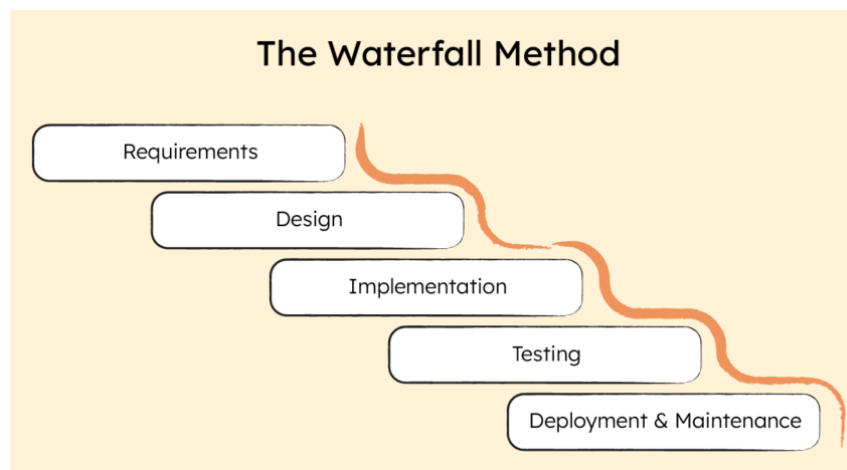 The Waterfall Method
Requirements
Design
Implementation
Testing
Deployment & Maintenance